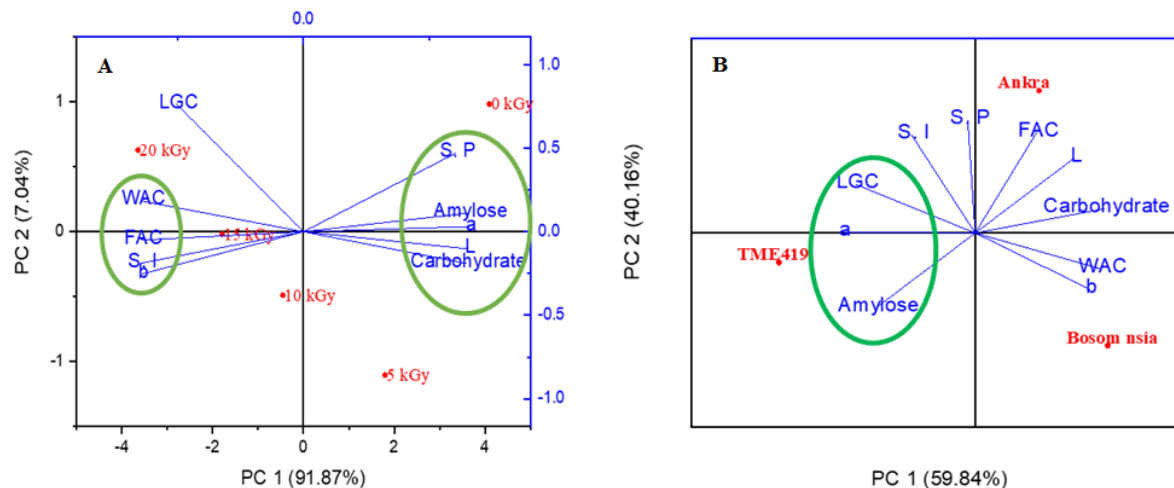 0.0
A
LGC
0 kGy
20 kGy
S. P
WAC
Amylose
a
FAC
15 kGy
L
S. I
Carbohydrate
b
10 kGy
5 kGy
1
0
-1
PC 2 (7.04%)
1.0
0.5
0.0
-0.5
-1.0
-4
-2
0
2
4
PC 1 (91.87%)
B
Ankra
S. P
S. I
FAC
L
LGC
Carbohydrate
a
TME419
WAC
b
Amylose
Bosom nsia
PC 2 (40.16%)
PC 1 (59.84%)